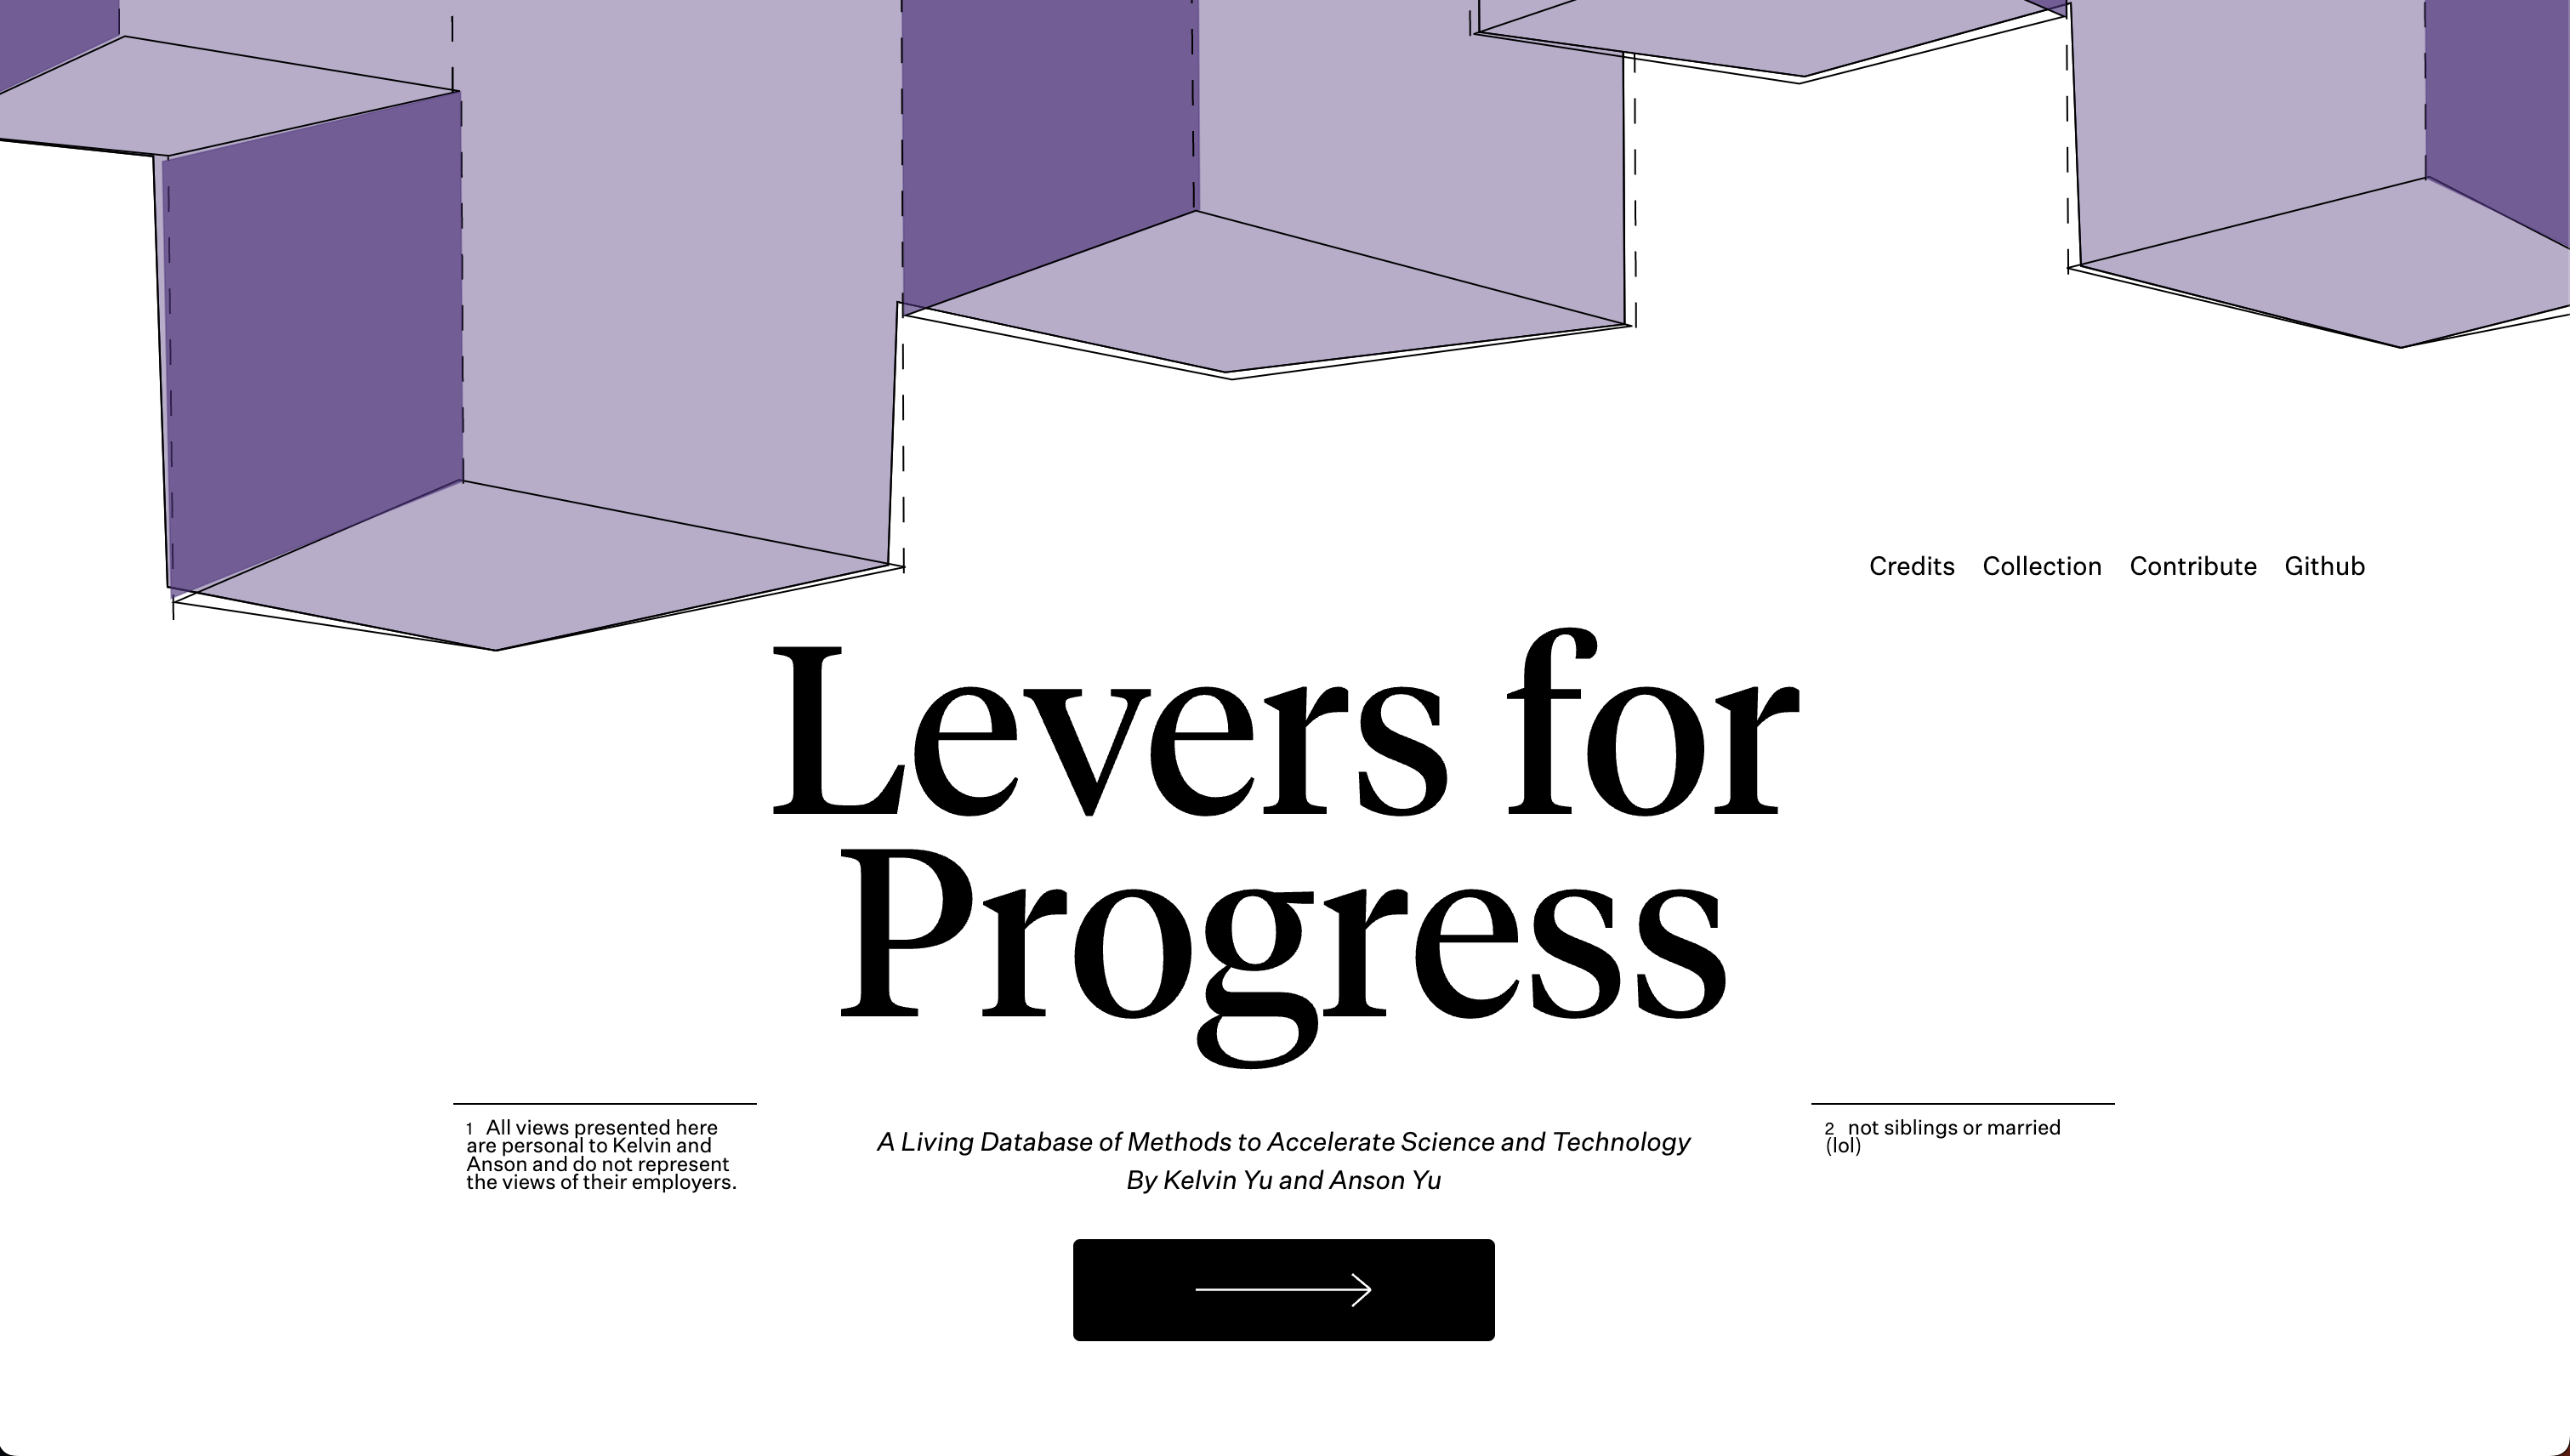 Credits Collection Contribute Github
Levers for
Progress
1 All views presented here
are personal to Kelvin and
Anson and do not represent
the views of their employers.
A Living Database of Methods to Accelerate Science and Technology
By Kelvin Yu and Anson Yu
2 not siblings or married
(lol)